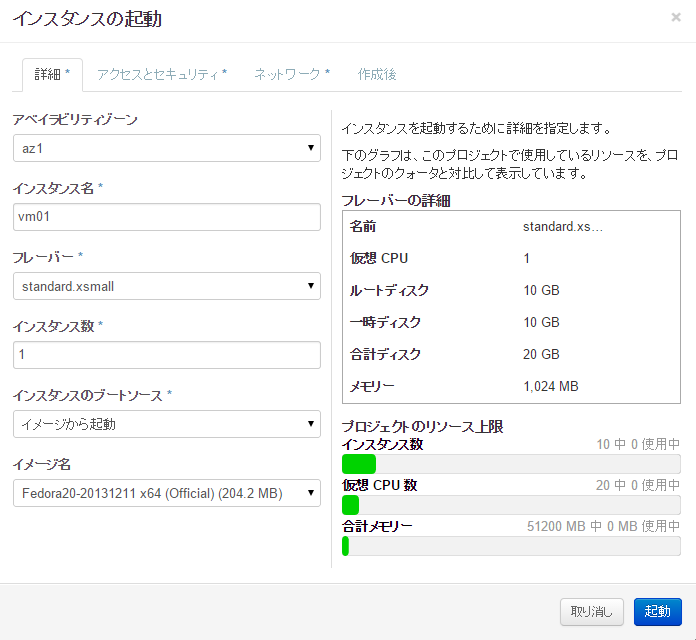 インスタンスの起動
×
詳細 *
アクセスとセキュリティ *
ネットワーク *
作成後
アベイラビリティゾーン
az1
インスタンス名 *
vm01
フレーバー *
standard.xsmall
インスタンス数 *
1
インスタンスのブートソース *
イメージから起動
イメージ名
Fedora20-20131211 x64 (Official) (204.2 MB)
インスタンスを起動するために詳細を指定します。
下のグラフは、このプロジェクトで使用しているリソースを、プロ
ジェクトのクォータと対比して表示しています。
フレーバーの詳細
名前 standard.xs...
仮想 CPU 1
ルートディスク 10 GB
一時ディスク 10 GB
合計ディスク 20 GB
メモリー 1,024 MB
プロジェクトのリソース上限
インスタンス数 10 中 0 使用中
仮想 CPU 数 20 中 0 使用中
合計メモリー 51200 MB 中 0 MB 使用中
取り消し
起動